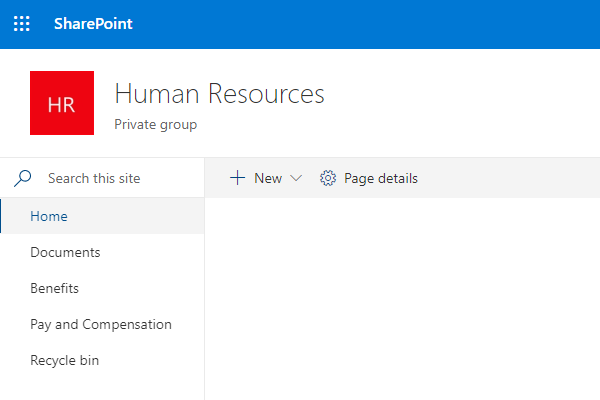 SharePoint
HR
Human Resources
Private group
Search this site
New
Page details
Home
Documents
Benefits
Pay and Compensation
Recycle bin